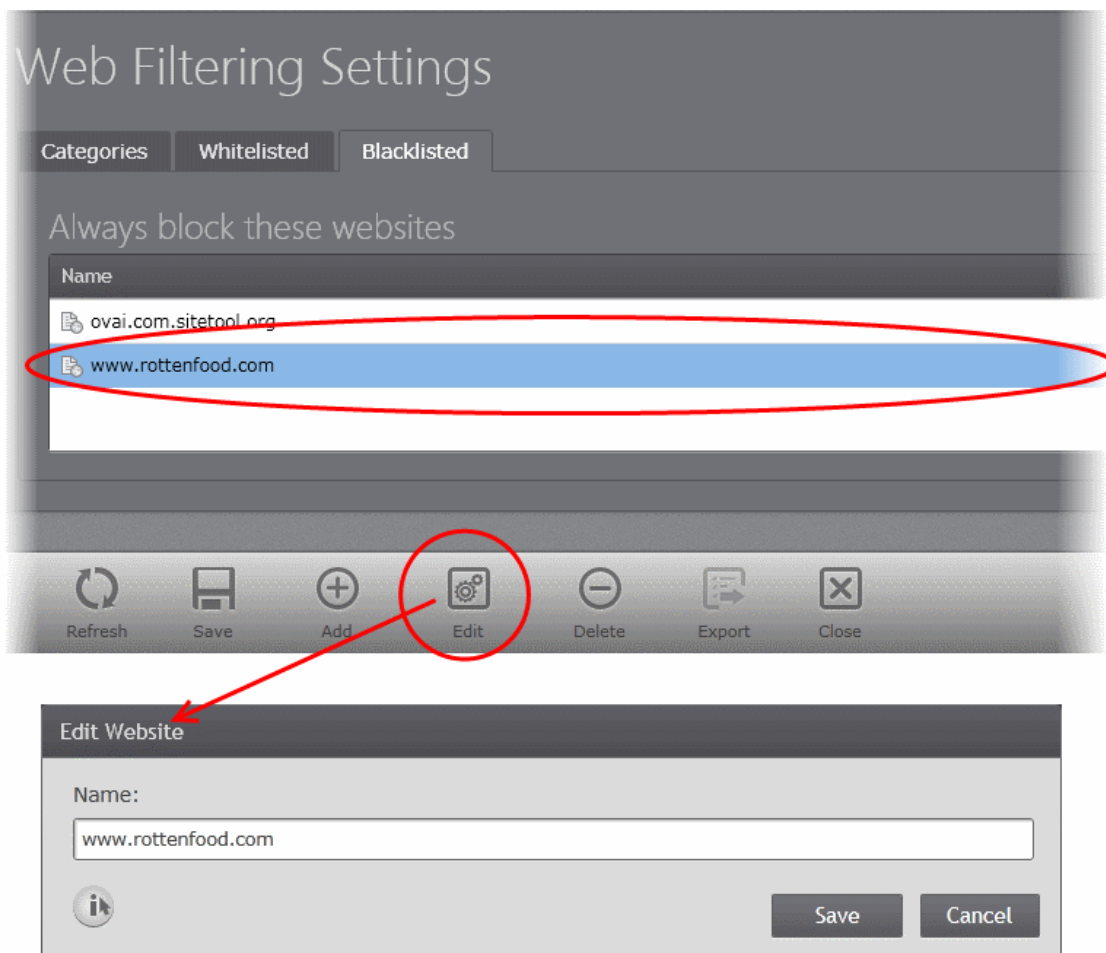 Web Filtering Settings
Categories Whitelisted Blacklisted
Always block these websites
Name
ovai.com.sitetool.org
www.rottenfood.com
Refresh Save Add Edit Delete Export Close
Edit Website
Name:
www.rottenfood.com
Save Cancel